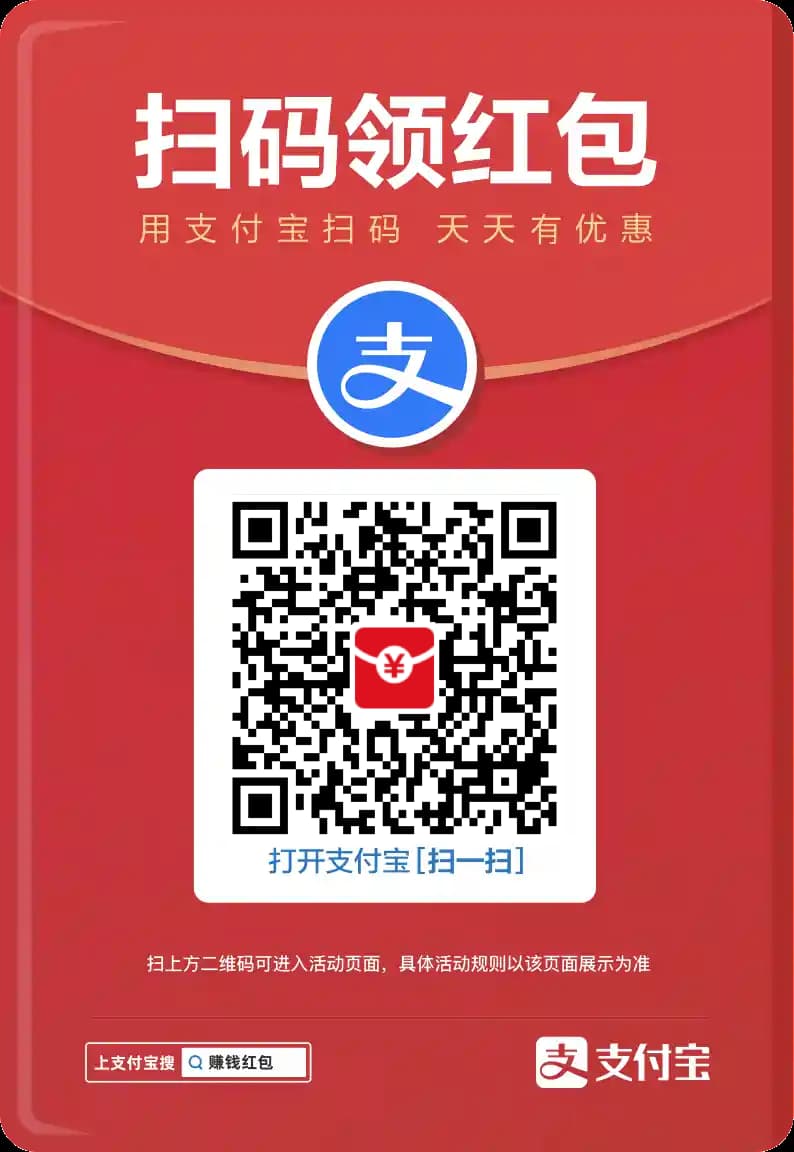 扫码领红包
用支付宝扫码 天天有优惠
支
¥
打开支付宝[扫一扫]
扫上方二维码可进入活动页面，具体活动规则以该页面展示为准
上支付宝搜 赚钱红包
支 支付宝